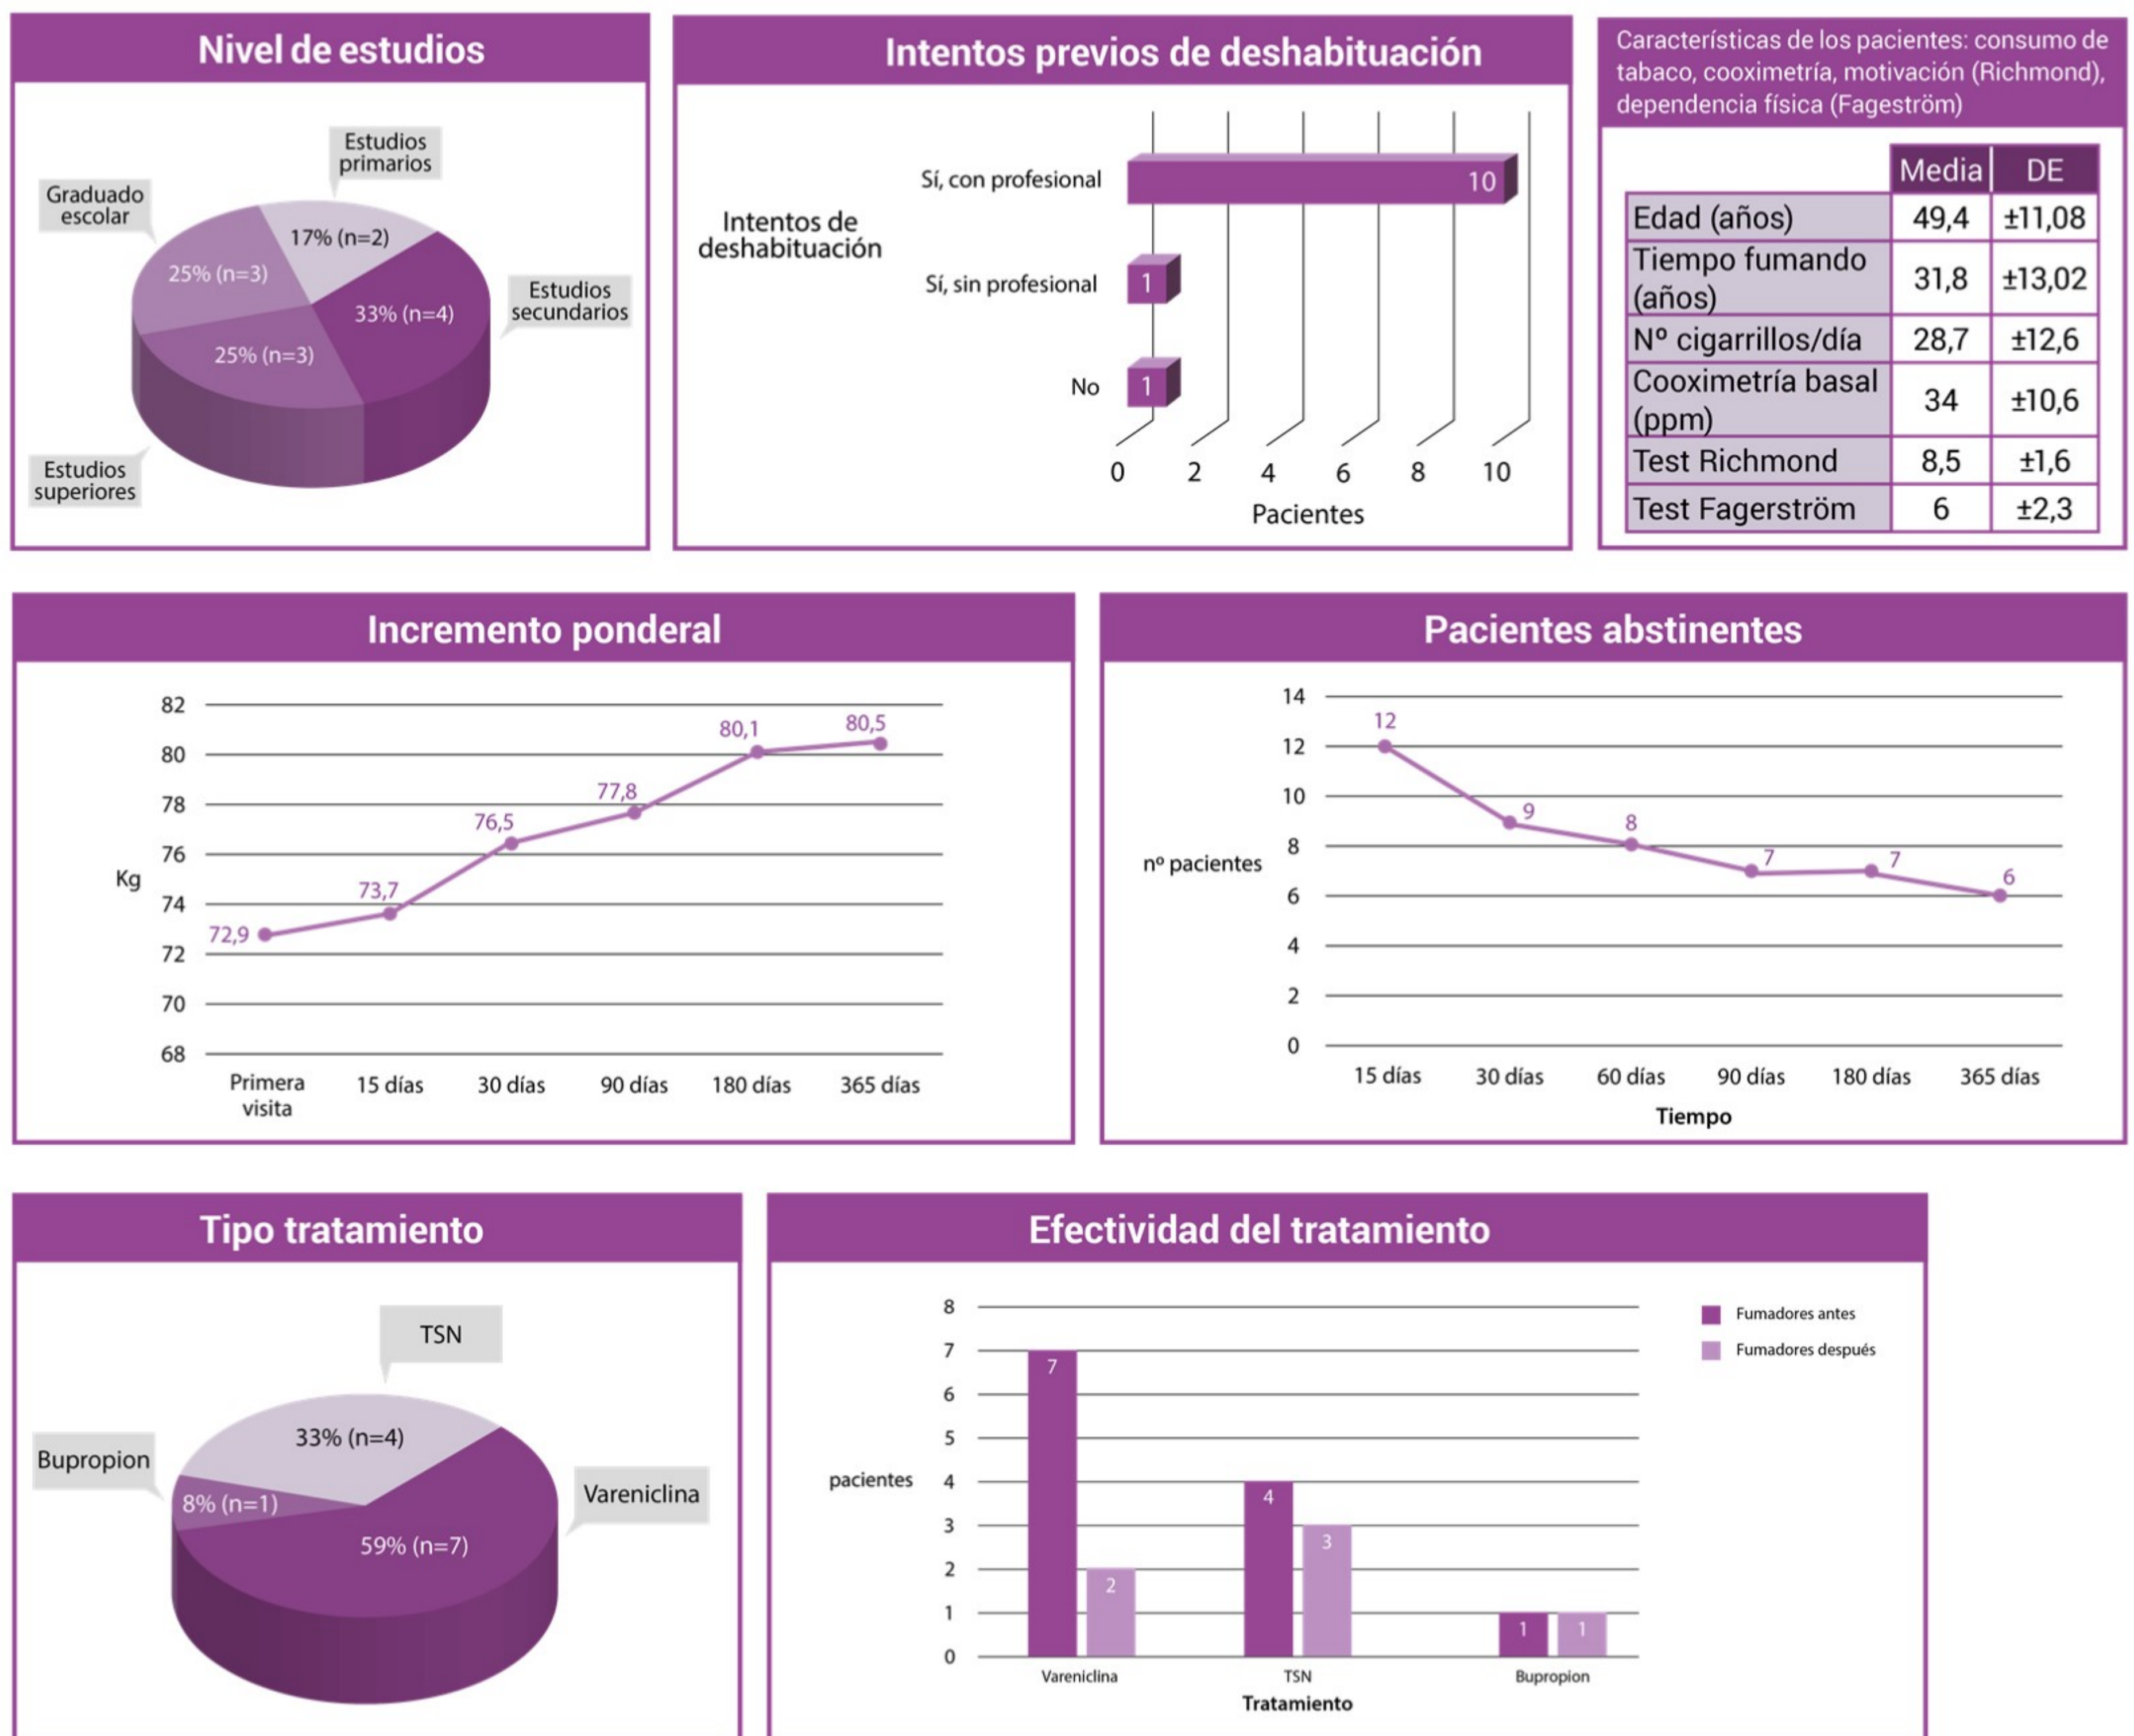 Nivel de estudios
Estudios
primarios
Graduado
escolar
17% (n=2)
25% (n=3)
Estudios
secundarios
33% (n=4)
25% (n=3)
Estudios
superiores
Intentos previos de deshabituación
Intentos de
deshabituación
Sí, con profesional
10
Sí, sin profesional
1
No
1
0 2 4 6 8 10
Pacientes
Características de los pacientes: consumo de
tabaco, cooximetría, motivación (Richmond),
dependencia física (Fageström)
Media DE
Edad (años) 49,4 ±11,08
Tiempo fumando
(años) 31,8 ±13,02
Nº cigarrillos/día 28,7 ±12,6
Cooximetría basal
(ppm) 34 ±10,6
Test Richmond 8,5 ±1,6
Test Fagerström 6 ±2,3
Incremento ponderal
82
80
78
76
74
72
70
68
Kg
72,9
73,7
76,5
77,8
80,1
80,5
Primera
visita
15 días 30 días 90 días 180 días 365 días
Pacientes abstinentes
14
12
10
8
6
4
2
0
nº pacientes
12
9
8
7
7
6
15 días 30 días 60 días 90 días 180 días 365 días
Tiempo
Tipo tratamiento
TSN
33% (n=4)
Bupropion
8% (n=1)
Vareniclina
59% (n=7)
Efectividad del tratamiento
8
7
6
5
4
3
2
1
0
pacientes
7
2
4
3
1
1
Vareniclina TSN Bupropion
Tratamiento
Fumadores antes
Fumadores después